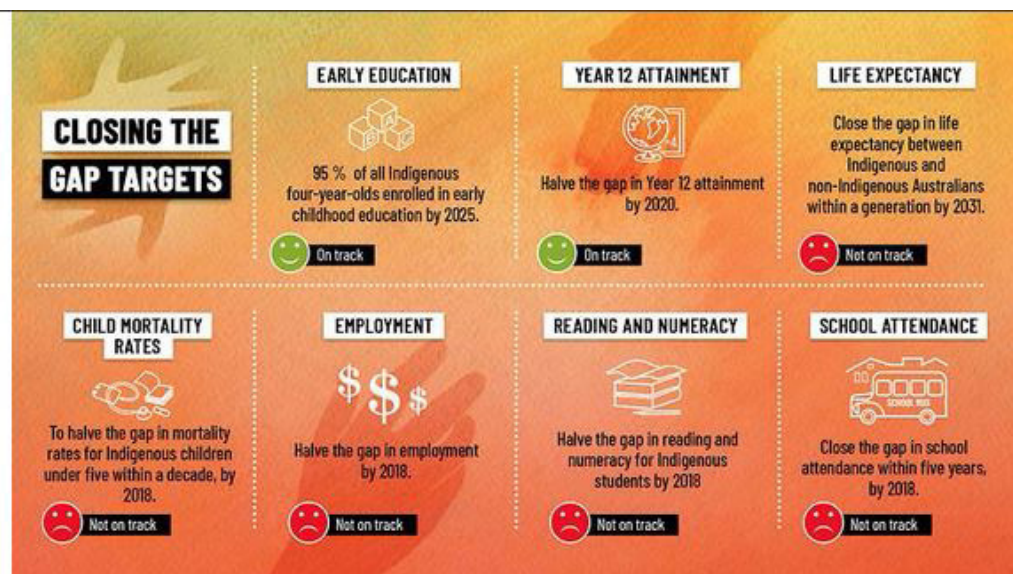 CLOSING THE
GAP TARGETS
EARLY EDUCATION
95 % of all Indigenous
four-year-olds enrolled in early
childhood education by 2025.
On track
YEAR 12 ATTAINMENT
Halve the gap in Year 12 attainment
by 2020.
On track
LIFE EXPECTANCY
Close the gap in life
expectancy between
Indigenous and
non-Indigenous Australians
within a generation by 2031.
Not on track
CHILD MORTALITY
RATES
To halve the gap in mortality
rates for Indigenous children
under five within a decade, by
2018.
Not on track
EMPLOYMENT
$ $ $
Halve the gap in employment
by 2018.
Not on track
READING AND NUMERACY
Halve the gap in reading and
numeracy for Indigenous
students by 2018
Not on track
SCHOOL ATTENDANCE
SCHOOL BUS
Close the gap in school
attendance within five years,
by 2018.
Not on track